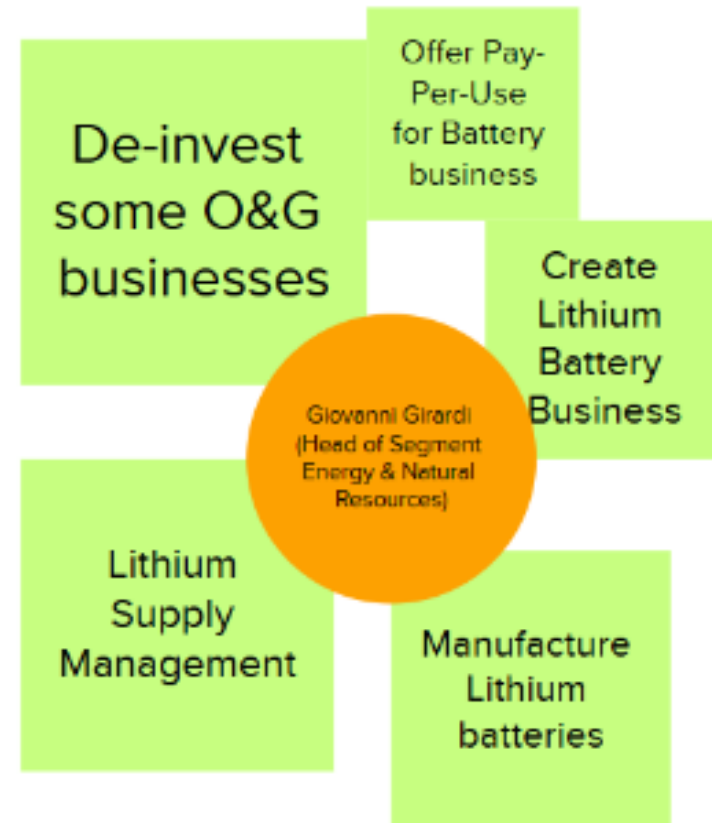 De-invest
some O&G
businesses
Offer Pay-
Per-Use
for Battery
business
Create
Lithium
Battery
Business
Giovanni Girardi
(Head of Segment
Energy & Natural
Resources)
Lithium
Supply
Management
Manufacture
Lithium
batteries